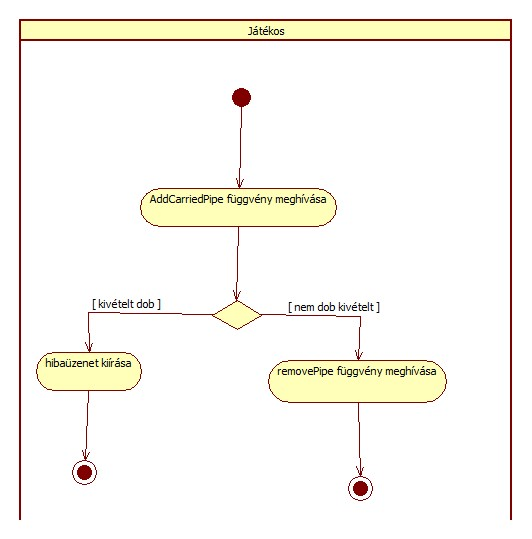 Játékos
AddCarriedPipe függvény meghívása
[ kivételt dob ]
[ nem dob kivételt ]
hibaüzenet kiírása
removePipe függvény meghívása